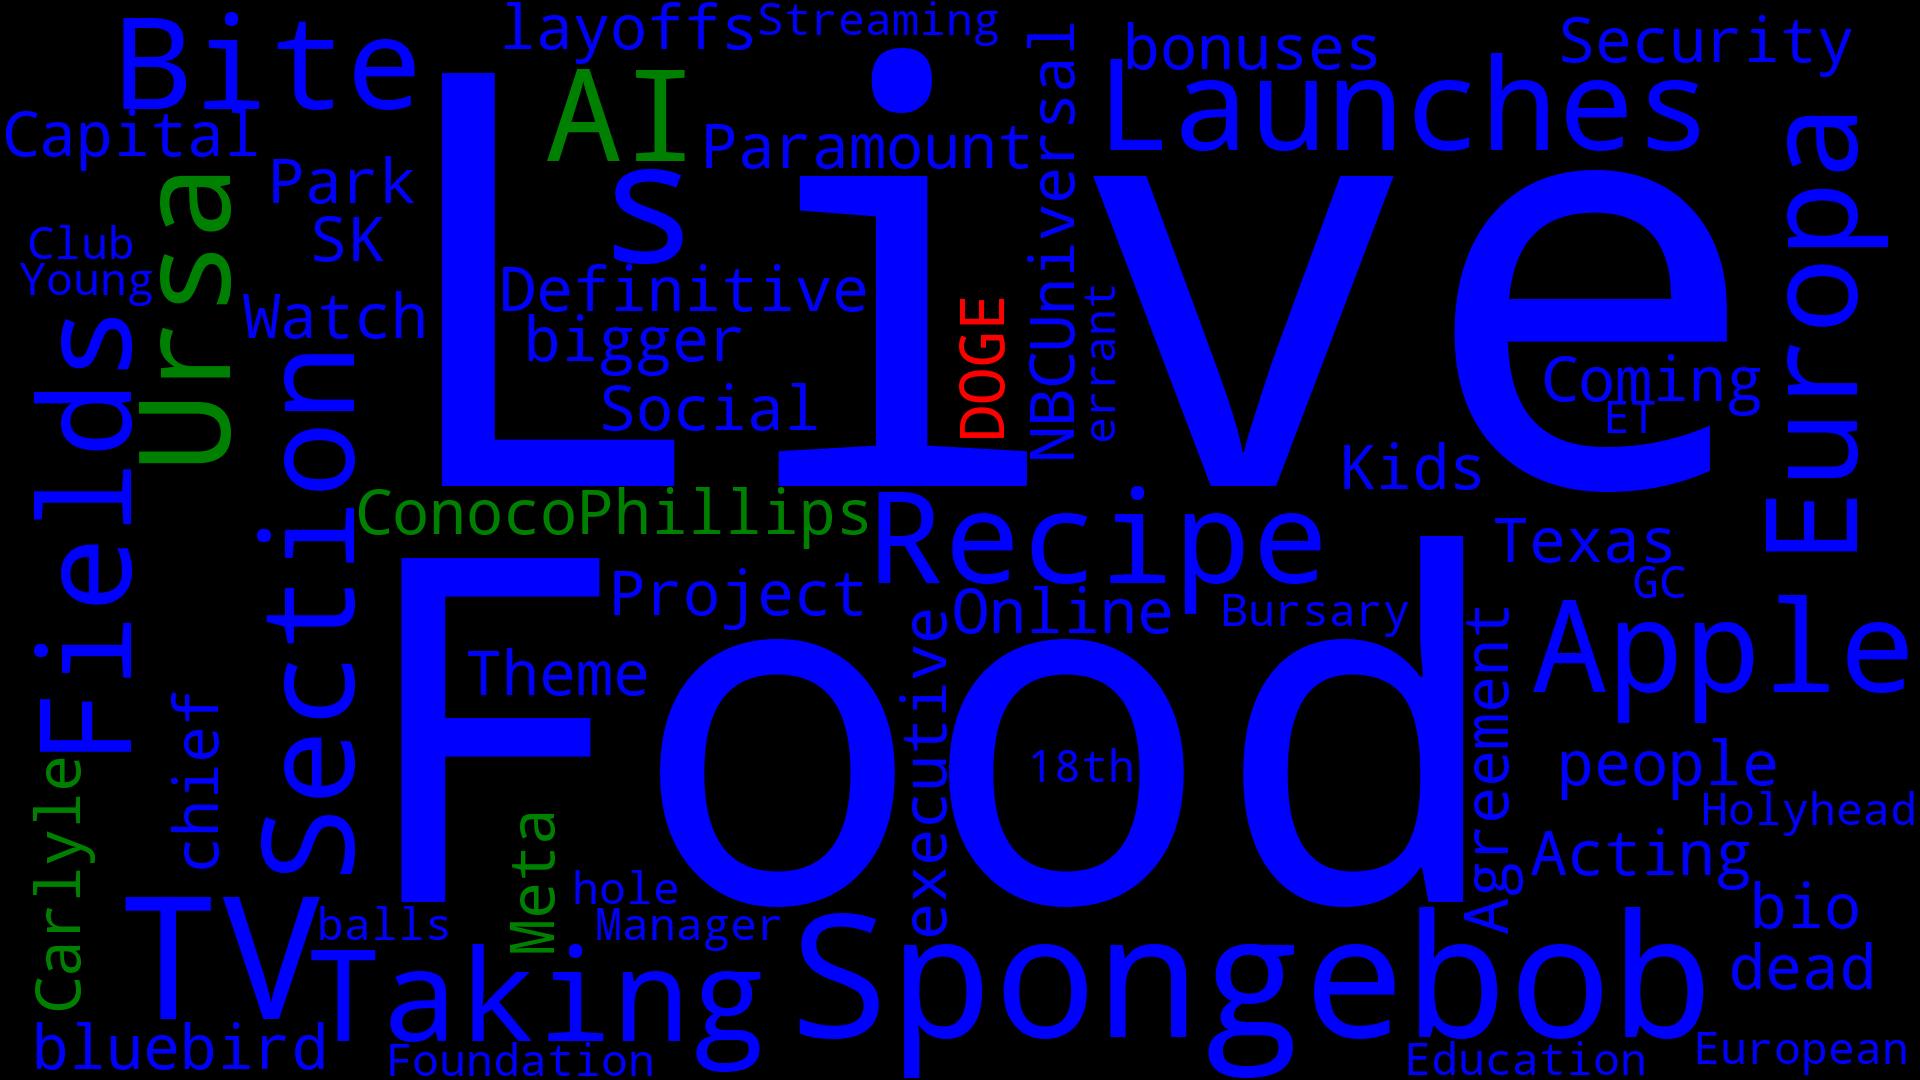 layoffs
Streaming
Bite
bonuses
Security
AI
Launches
Capital
Paramount
NBCUniversal
Live
Park
s
Europa
Ursa
SK
Club
Young
Definitive
Watch
errant
bigger
DOGE
Fields
Social
Coming
ET
Section
Kids
ConocoPhillips
Recipe
Texas
Project
GC
Online
Bursary
Apple
Food
Theme
executive
Agreement
chief
18th
people
Holyhead
Carlyle
Meta
Acting
hole
bio
TV
balls
Manager
Spongebob
Taking
dead
bluebird
Foundation
Education
European